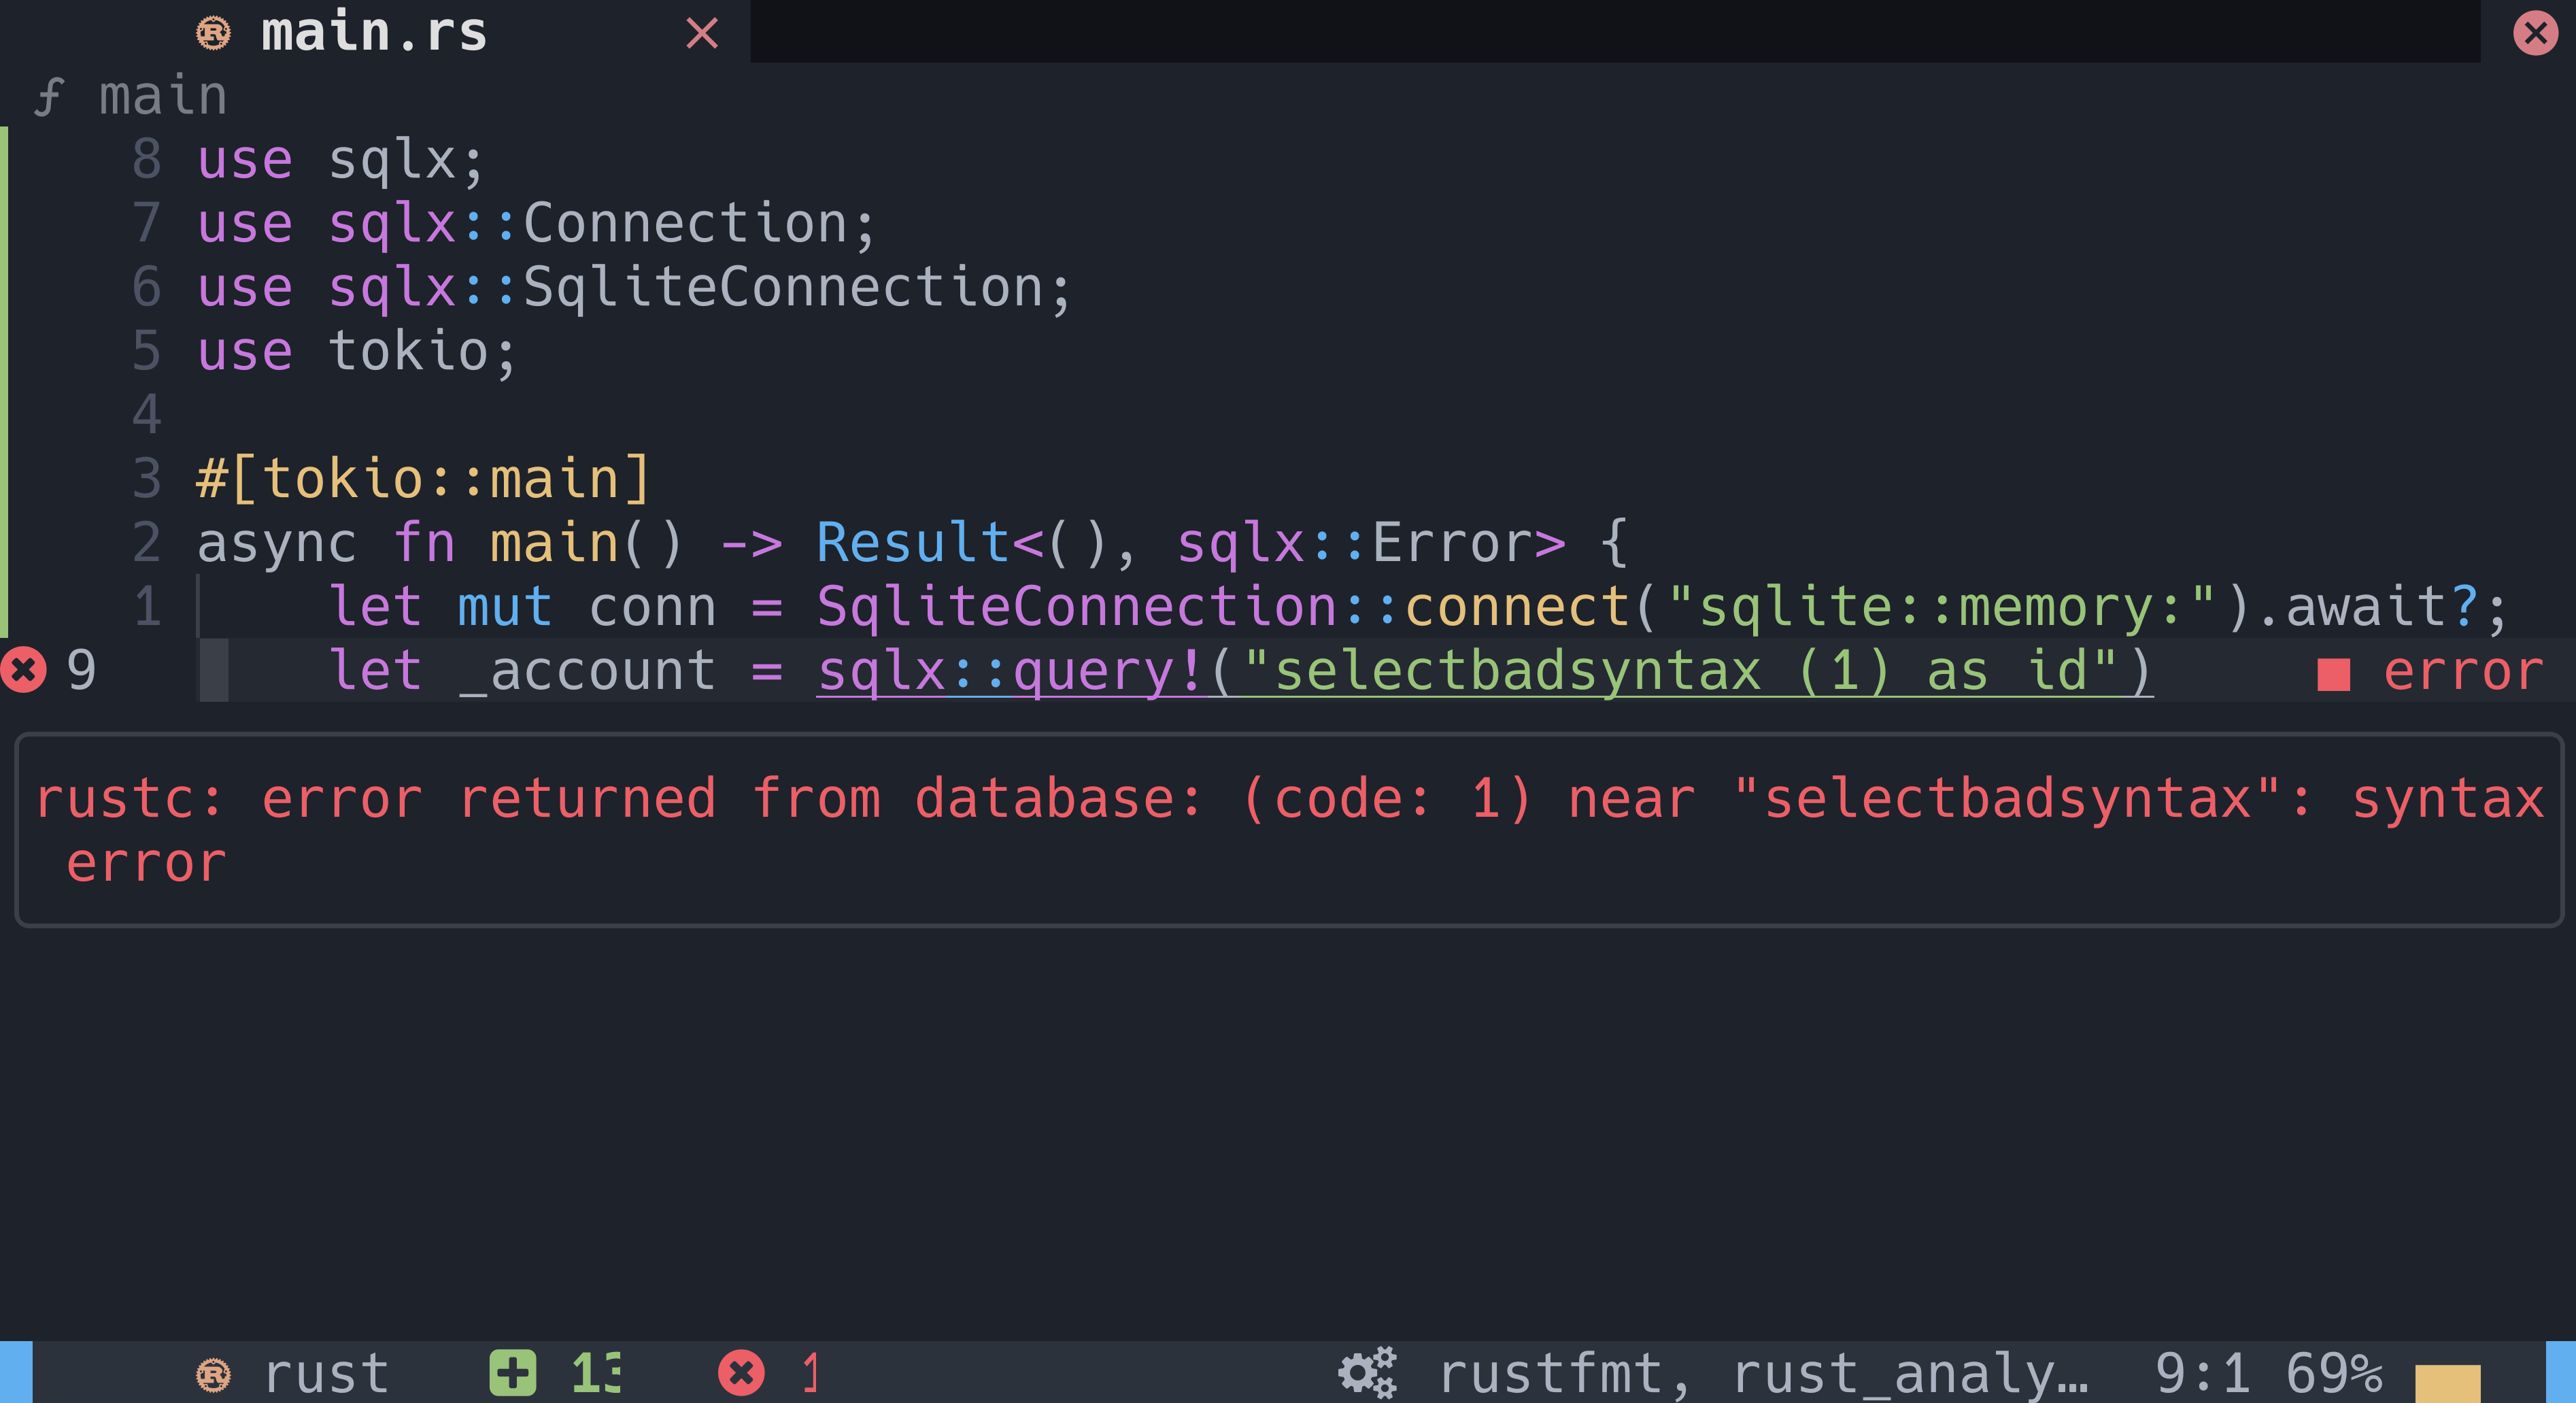 main.rs
main
8 use sqlx;
7 use sqlx::Connection;
6 use sqlx::SqliteConnection;
5 use tokio;
4
3 #[tokio::main]
2 async fn main() -> Result<(), sqlx::Error> {
1 let mut conn = SqliteConnection::connect("sqlite::memory:").await?;
9 let _account = sqlx::query!("selectbadsyntax (1) as id") ■ error
rustc: error returned from database: (code: 1) near "selectbadsyntax": syntax
error
rust 13 1 rustfmt, rust_analy… 9:1 69%